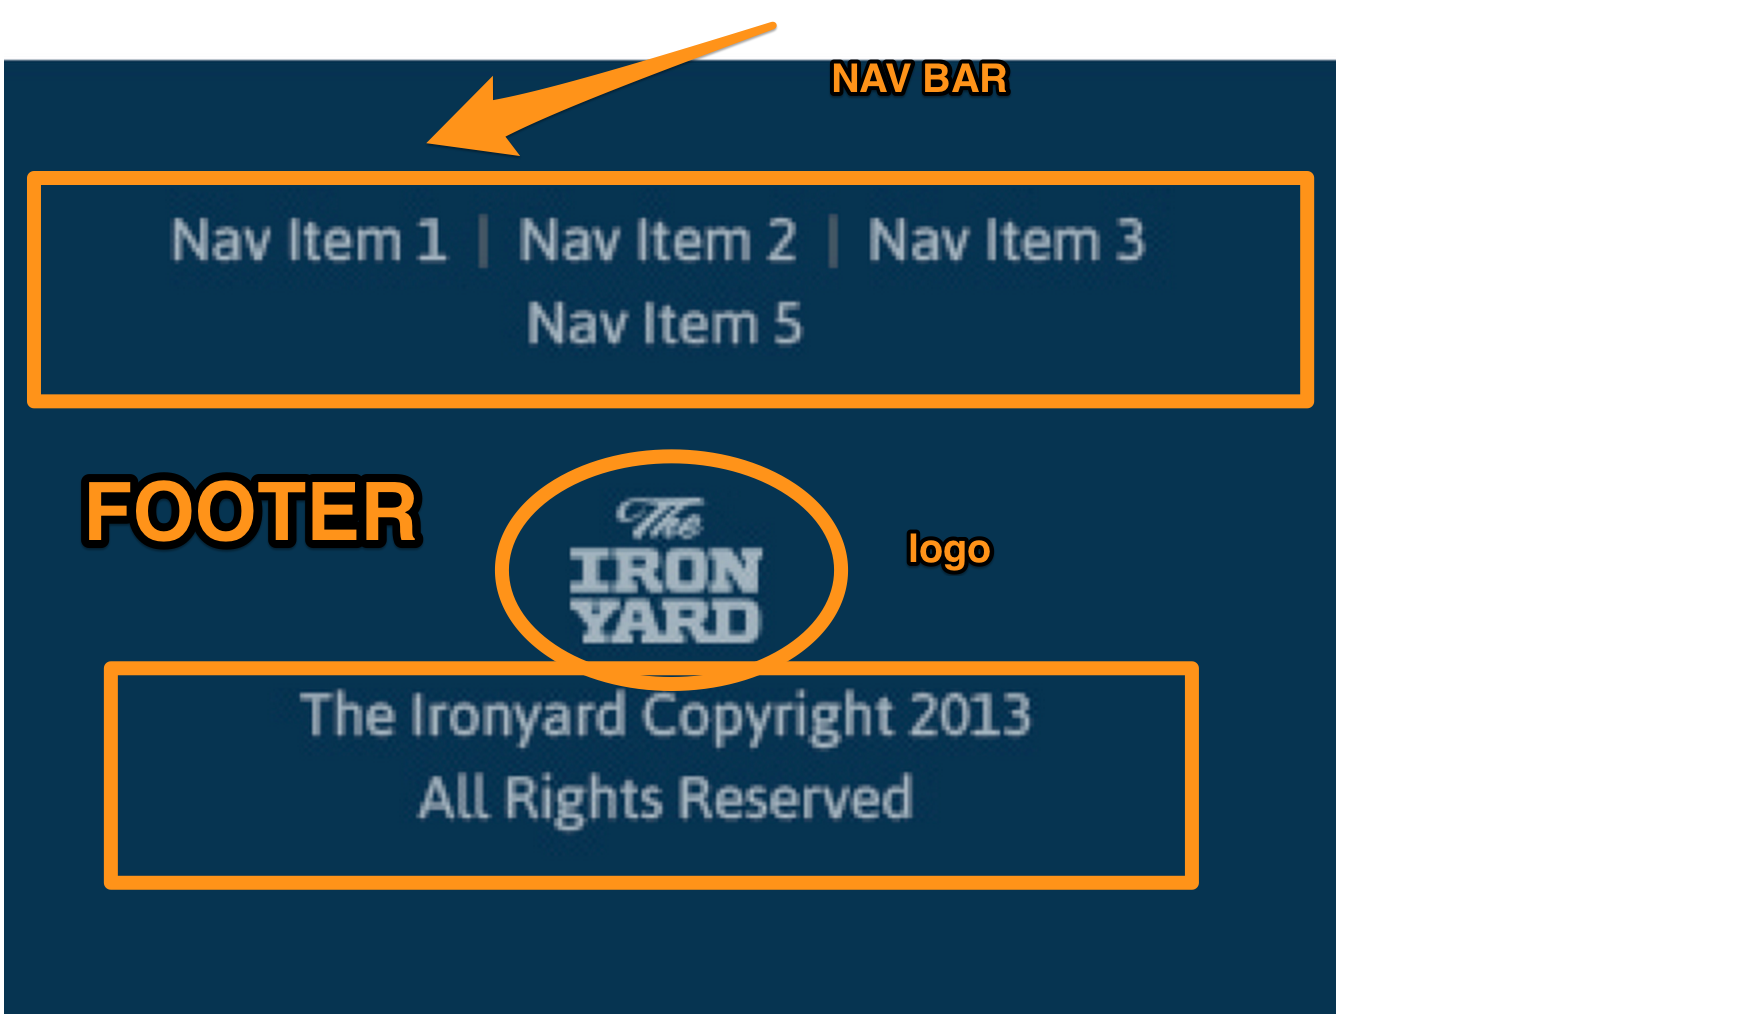 NAV BAR
Nav Item 1 | Nav Item 2 | Nav Item 3
Nav Item 5
FOOTER
The
IRON
YARD
logo
The Ironyard Copyright 2013
All Rights Reserved